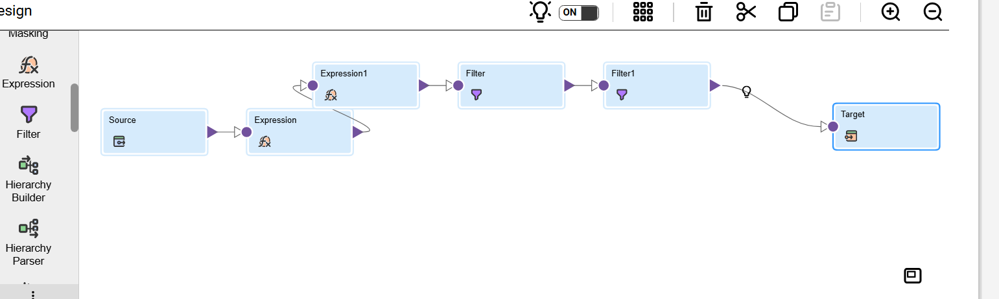 esign
ON
Masking
Expression
Filter
Hierarchy
Builder
Hierarchy
Parser
Expression1
Filter
Filter1
Source
Expression
Target